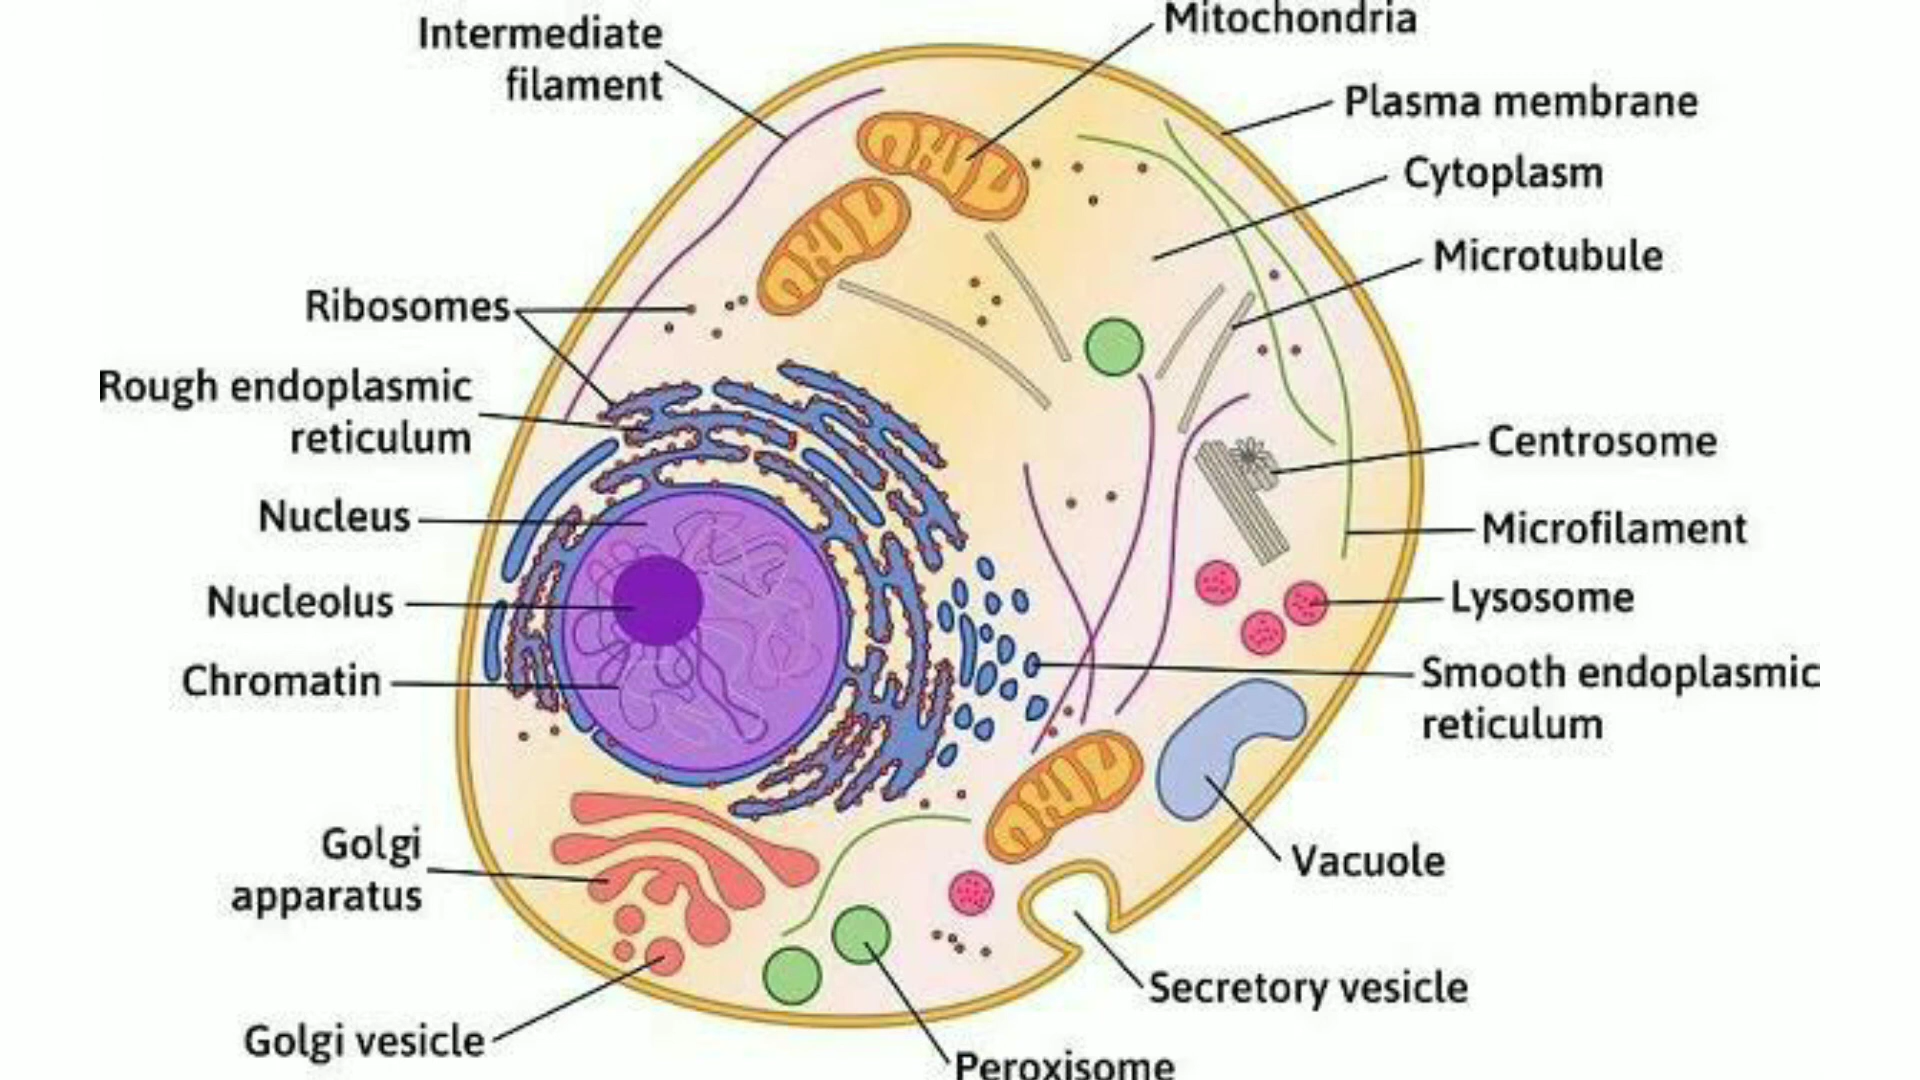 Intermediate
filament
Mitochondria
Plasma membrane
Cytoplasm
Microtubule
Ribosomes
Rough endoplasmic
reticulum
Nucleus
Nucleolus
Chromatin
Centrosome
Microfilament
Lysosome
Smooth endoplasmic
reticulum
Golgi
apparatus
Vacuole
Secretory vesicle
Golgi vesicle
Peroxisome